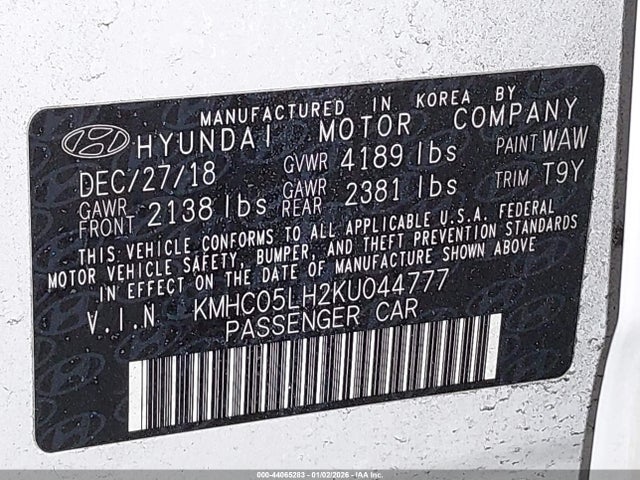 MANUFACTURED IN KOREA BY
HYUNDAI MOTOR COMPANY
DEC/27/18 GVWR 4189 lbs PAINT WAW
GAWR FRONT 2138 lbs GAWR REAR 2381 lbs TRIM T9Y
THIS VEHICLE CONFORMS TO ALL APPLICABLE U.S.A. FEDERAL
MOTOR VEHICLE SAFETY, BUMPER, AND THEFT PREVENTION STANDARDS
IN EFFECT ON THE DATE OF MANUFACTURE SHOWN ABOVE
V.I.N KMHC05LH2KU044777
PASSENGER CAR
000-44065283 - 01/02/2026 - IAA Inc.